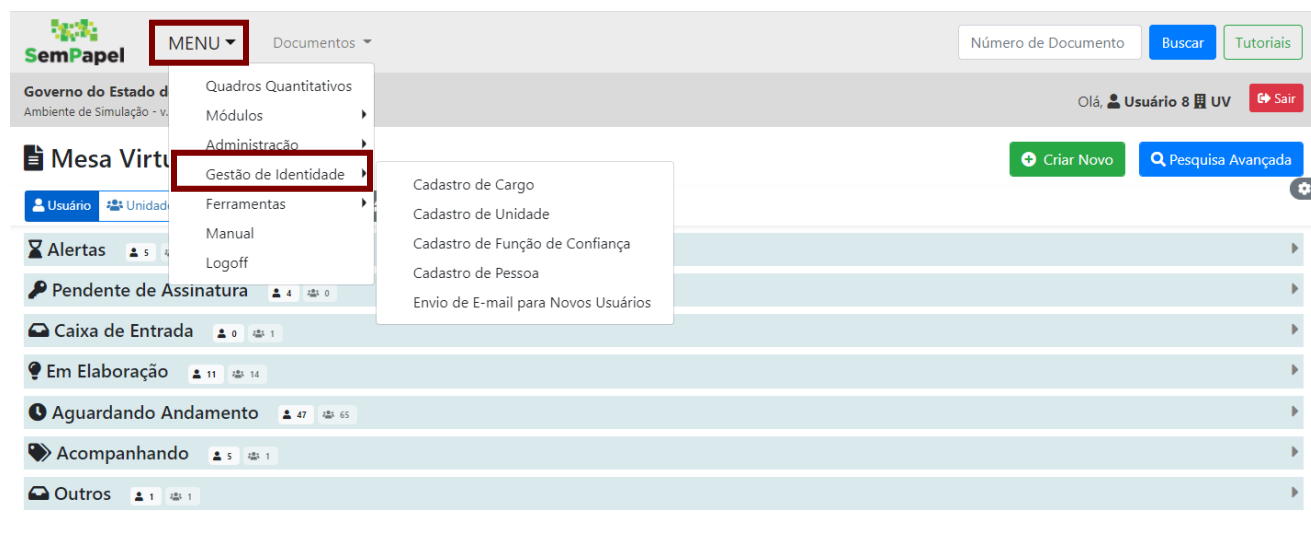 SemPapel
MENU
Documentos
Número de Documento
Buscar
Tutoriais
Governo do Estado d
Ambiente de Simulação - v.
Olá, Usuário 8 UV
Sair
Quadros Quantitativos
Módulos
Administração
Gestão de Identidade
Ferramentas
Manual
Logoff
Cadastro de Cargo
Cadastro de Unidade
Cadastro de Função de Confiança
Cadastro de Pessoa
Envio de E-mail para Novos Usuários
Mesa Virtu
Criar Novo
Pesquisa Avançada
Usuário
Unidad
Alertas 5
Pendente de Assinatura 4 0
Caixa de Entrada 0 1
Em Elaboração 11 14
Aguardando Andamento 47 65
Acompanhando 5 1
Outros 1 1